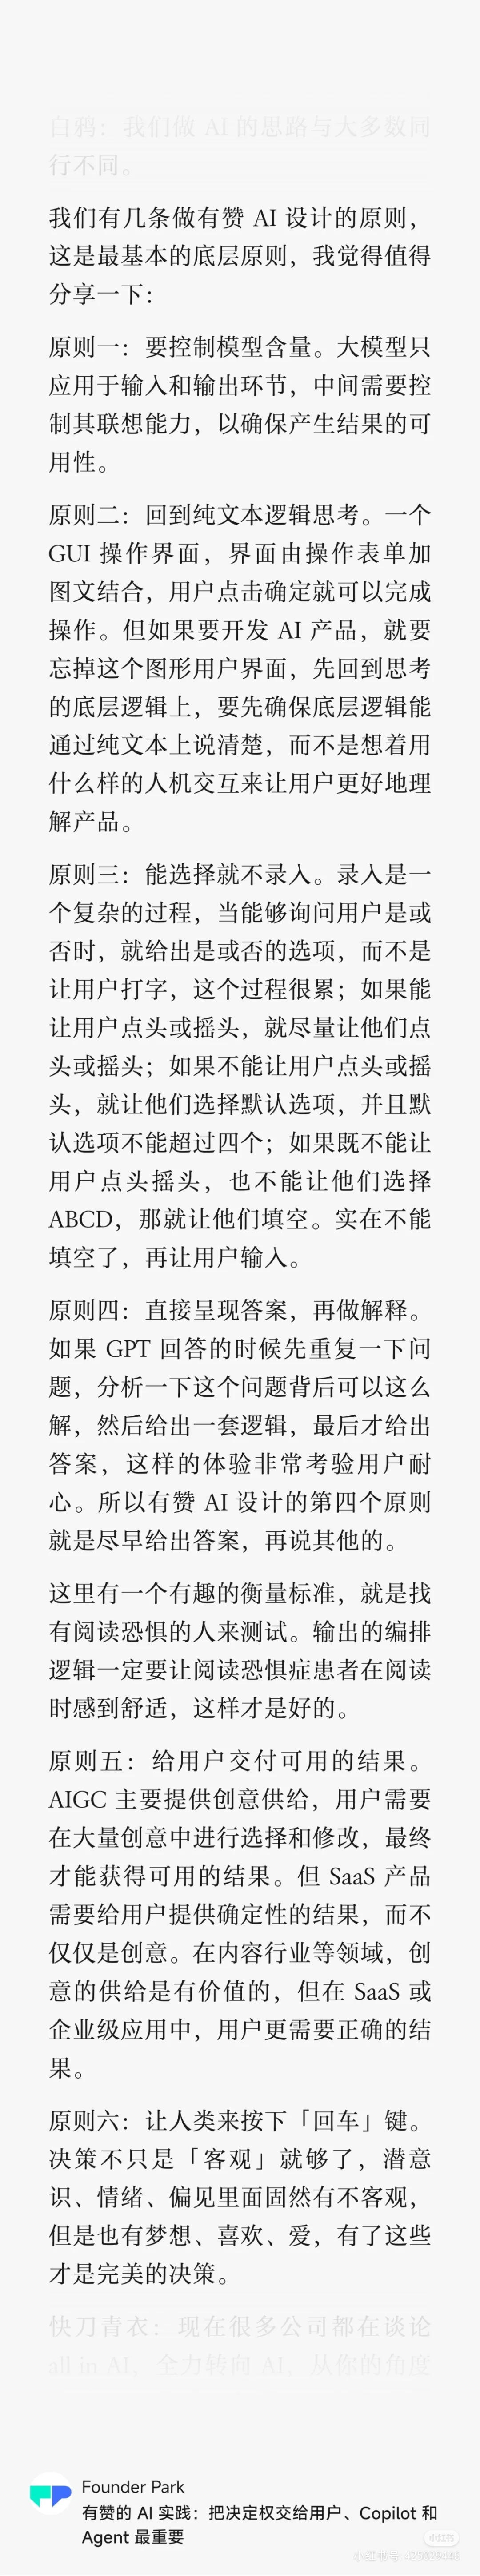 白鸦：我们做 AI 的思路与大多数同
行不同。
我们有几条做有赞 AI 设计的原则，
这是最基本的底层原则，我觉得值得
分享一下：
原则一：要控制模型含量。大模型只
应用于输入和输出环节，中间需要控
制其联想能力，以确保产生结果的可
用性。
原则二：回到纯文本逻辑思考。一个
GUI 操作界面，界面由操作表单加
图文结合，用户点击确定就可以完成
操作。但如果要开发 AI 产品，就要
忘掉这个图形用户界面，先回到思考
的底层逻辑上，要先确保底层逻辑能
通过纯文本上说清楚，而不是想着用
什么样的人机交互来让用户更好地理
解产品。
原则三：能选择就不录入。录入是一
个复杂的过程，当能够询问用户是或
否时，就给出是或否的选项，而不是
让用户打字，这个过程很累；如果能
让用户点头或摇头，就尽量让他们点
头或摇头；如果不能让用户点头或摇
头，就让他们选择默认选项，并且默
认选项不能超过四个；如果既不能让
用户点头摇头，也不能让他们选择
ABCD，那就让他们填空。实在不能
填空了，再让用户输入。
原则四：直接呈现答案，再做解释。
如果 GPT 回答的时候先重复一下问
题，分析一下这个问题背后可以这么
解，然后给出一套逻辑，最后才给出
答案，这样的体验非常考验用户耐
心。所以有赞 AI 设计的第四个原则
就是尽早给出答案，再说其他的。
这里有一个有趣的衡量标准，就是找
有阅读恐惧的人来测试。输出的编排
逻辑一定要让阅读恐惧症患者在阅读
时感到舒适，这样才是好的。
原则五：给用户交付可用的结果。
AIGC 主要提供创意供给，用户需要
在大量创意中进行选择和修改，最终
才能获得可用的结果。但 SaaS 产品
需要给用户提供确定性的结果，而不
仅仅是创意。在内容行业等领域，创
意的供给是有价值的，但在 SaaS 或
企业级应用中，用户更需要正确的结
果。
原则六：让人类来按下「回车」键。
决策不只是「客观」就够了，潜意
识、情绪、偏见里面固然有不客观，
但是也有梦想、喜欢、爱，有了这些
才是完美的决策。
快刀青衣：现在很多公司都在谈论
all in AI，全力转向 AI，从你的角度
Founder Park
有赞的 AI 实践：把决定权交给用户、Copilot 和
Agent 最重要
小红书